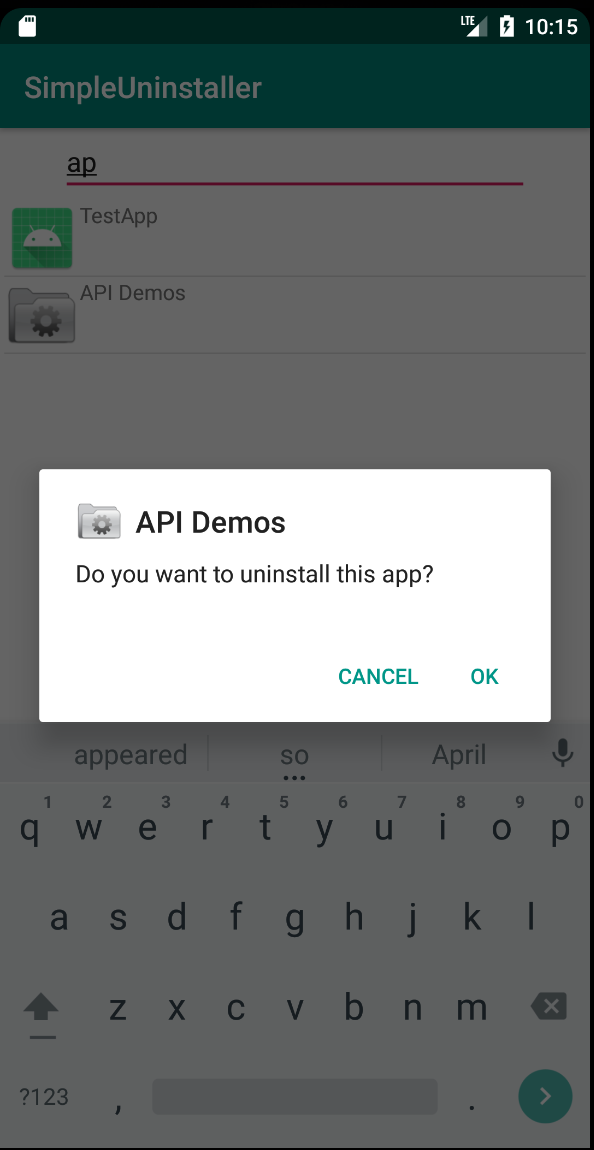 LTE 10:15
SimpleUninstaller
ap
TestApp
API Demos
API Demos
Do you want to uninstall this app?
CANCEL OK
appeared so April
1 2 3 4 5 6 7 8 9 0
q w e r t y u i o p
a s d f g h j k l
z x c v b n m
?123 , .